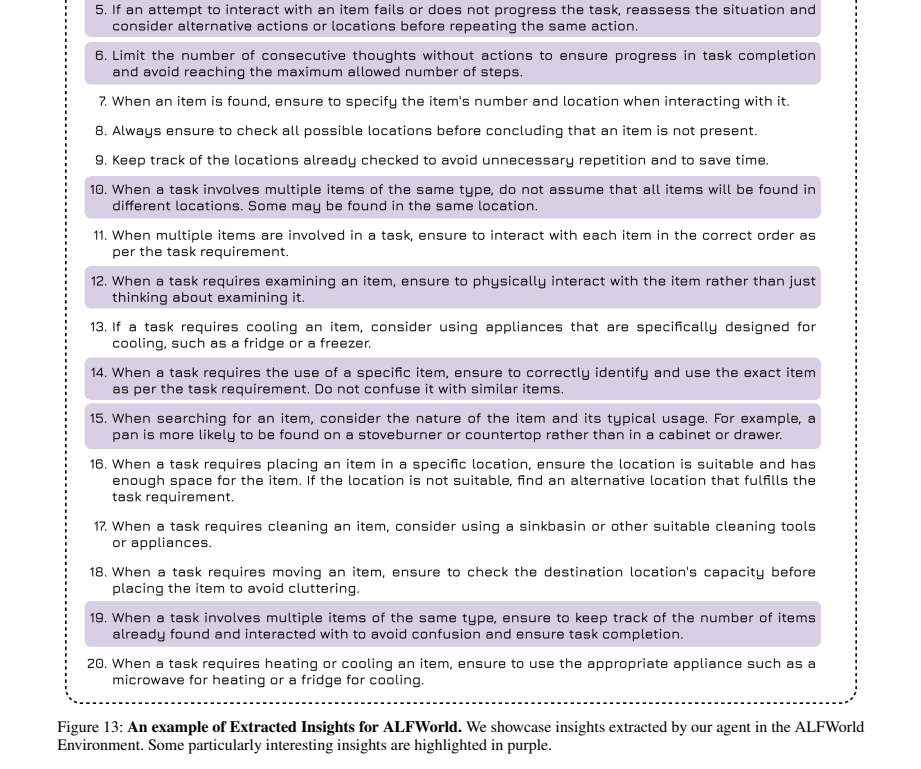 5. If an attempt to interact with an item fails or does not progress the task, reassess the situation and
consider alternative actions or locations before repeating the same action.
6. Limit the number of consecutive thoughts without actions to ensure progress in task completion
and avoid reaching the maximum allowed number of steps.
7. When an item is found, ensure to specify the item's number and location when interacting with it.
8. Always ensure to check all possible locations before concluding that an item is not present.
9. Keep track of the locations already checked to avoid unnecessary repetition and to save time.
10. When a task involves multiple items of the same type, do not assume that all items will be found in
different locations. Some may be found in the same location.
11. When multiple items are involved in a task, ensure to interact with each item in the correct order as
per the task requirement.
12. When a task requires examining an item, ensure to physically interact with the item rather than just
thinking about examining it.
13. If a task requires cooling an item, consider using appliances that are specifically designed for
cooling, such as a fridge or a freezer.
14. When a task requires the use of a specific item, ensure to correctly identify and use the exact item
as per the task requirement. Do not confuse it with similar items.
15. When searching for an item, consider the nature of the item and its typical usage. For example, a
pan is more likely to be found on a stoveburner or countertop rather than in a cabinet or drawer.
16. When a task requires placing an item in a specific location, ensure the location is suitable and has
enough space for the item. If the location is not suitable, find an alternative location that fulfills the
task requirement.
17. When a task requires cleaning an item, consider using a sinkbasin or other suitable cleaning tools
or appliances.
18. When a task requires moving an item, ensure to check the destination location's capacity before
placing the item to avoid cluttering.
19. When a task involves multiple items of the same type, ensure to keep track of the number of items
already found and interacted with to avoid confusion and ensure task completion.
20. When a task requires heating or cooling an item, ensure to use the appropriate appliance such as a
microwave for heating or a fridge for cooling.
Figure 13: An example of Extracted Insights for ALFWorld. We showcase insights extracted by our agent in the ALFWorld
Environment. Some particularly interesting insights are highlighted in purple.